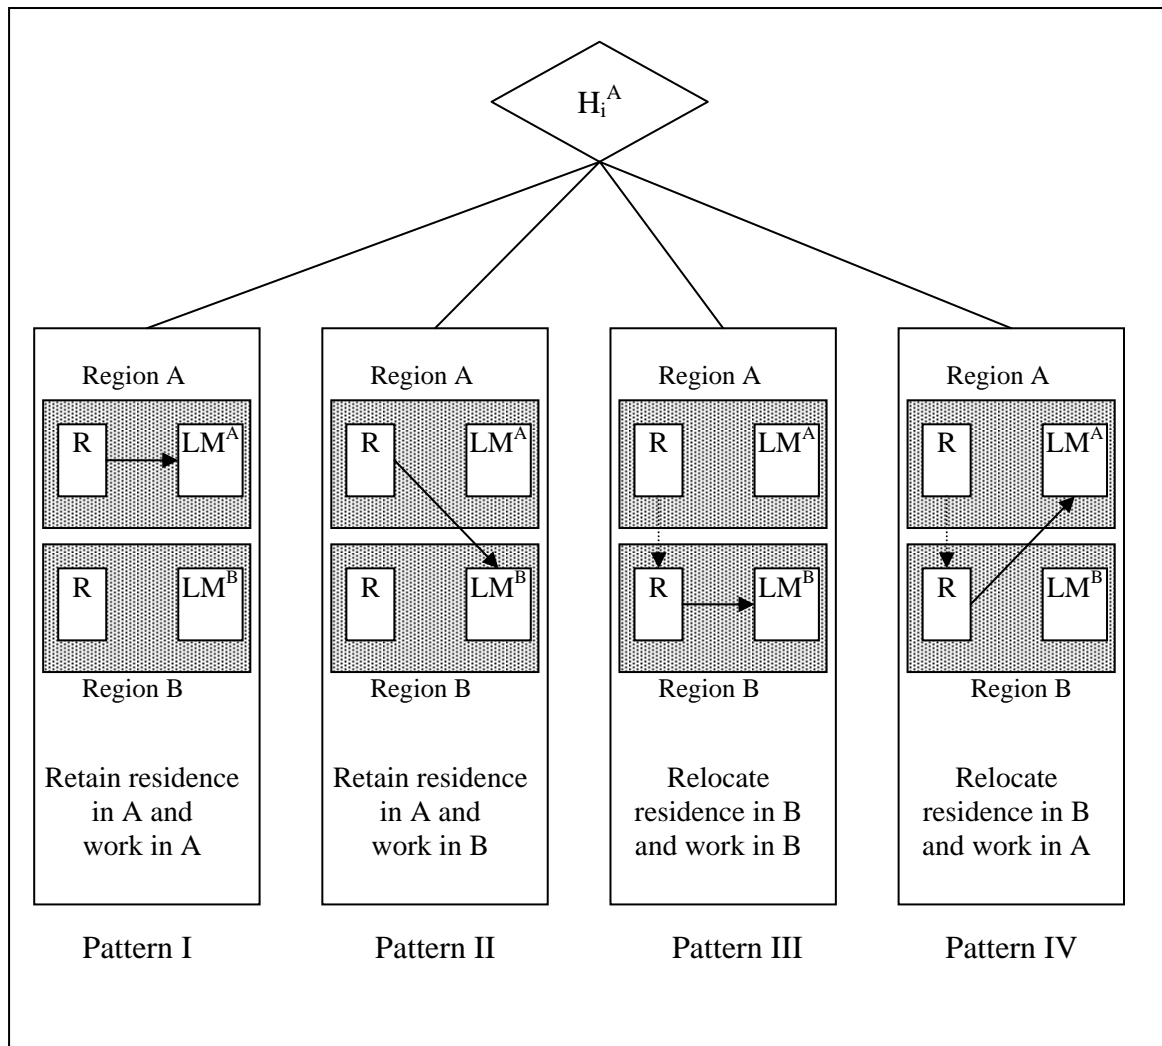 H_i^A
Region A
R
LM^A
R
LM^B
Region B
Retain residence
in A and
work in A
Pattern I
Region A
R
LM^A
R
LM^B
Region B
Retain residence
in A and
work in B
Pattern II
Region A
R
LM^A
R
LM^B
Region B
Relocate
residence in B
and work in B
Pattern III
Region A
R
LM^A
R
LM^B
Region B
Relocate
residence in B
and work in A
Pattern IV